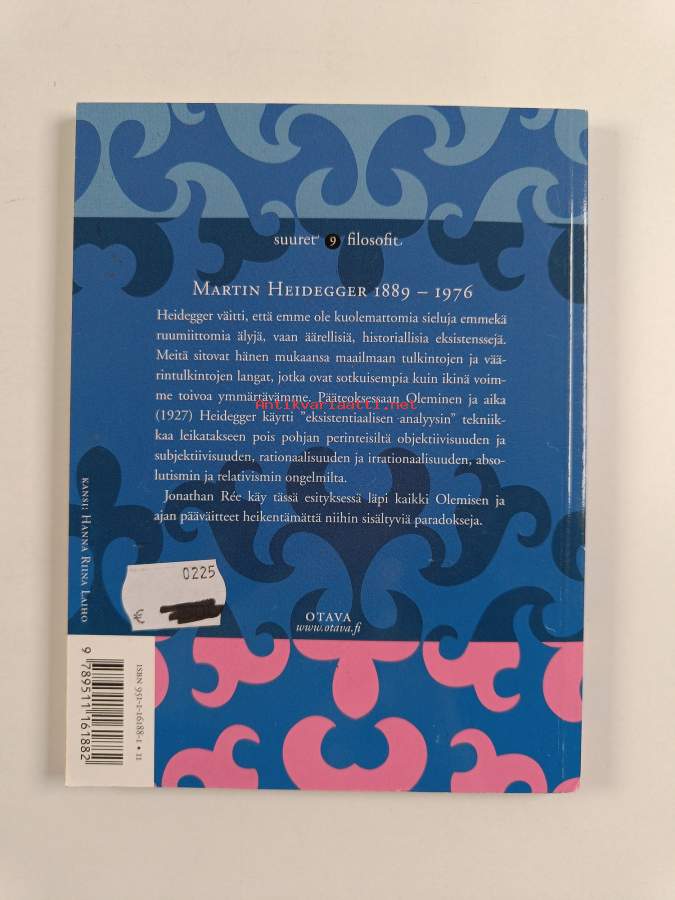 suuret 9 filosofit
MARTIN HEIDEGGER 1889 – 1976
Heidegger väitti, että emme ole kuolemattomia sieluja emmekä
ruumiittomia älyjä, vaan äärellisiä, historiallisia eksistenssejä.
Meitä sitovat hänen mukaansa maailmaan tulkintojen ja vää-
rintulkintojen langat, jotka ovat sotkuisempia kuin ikinä voim-
me toivoa ymmärtävämme. Pääteoksessaan Oleminen ja aika
Antikvariaatti.net
(1927) Heidegger käytti ”eksistentiaalisen analyysin” tekniik-
kaa leikatakseen pois pohjan perinteisiltä objektiivisuuden ja
subjektiivisuuden, rationaalisuuden ja irrationaalisuuden, abso-
lutismin ja relativismin ongelmilta.
Jonathan Rée käy tässä esityksessä läpi kaikki Olemisen ja
ajan pääväitteet heikentämättä niihin sisältyviä paradokseja.
KANSI: HANNA RIINA LAIHO
0225
OTAVA
www.otava.fi
ISBN 951-1-16188-1 • 11
9 789511 161882